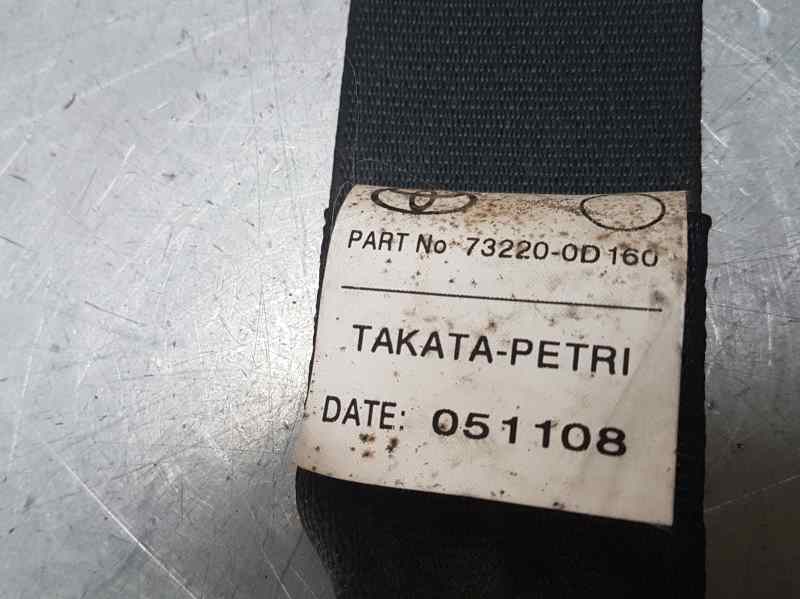 PART No 73220-0D160
TAKATA-PETRI
DATE: 051108